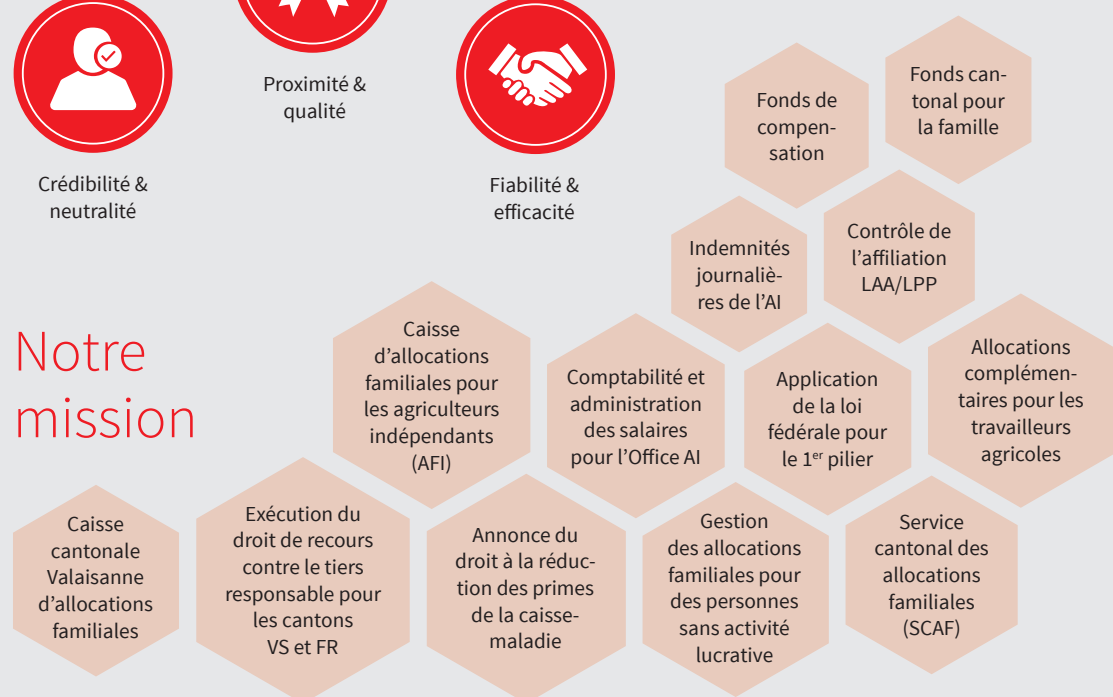 Proximité &
qualité
Crédibilité &
neutralité
Fiabilité &
efficacité
Fonds de
compen-
sation
Fonds can-
tonal pour
la famille
Indemnités
journaliè-
res de l'AI
Contrôle de
l'affiliation
LAA/LPP
Notre
mission
Caisse
d'allocations
familiales pour
les agriculteurs
indépendants
(AFI)
Comptabilité et
administration
des salaires
pour l'Office AI
Application
de la loi
fédérale pour
le 1er pilier
Allocations
complémen-
taires pour les
travailleurs
agricoles
Caisse
cantonale
Valaisanne
d'allocations
familiales
Exécution du
droit de recours
contre le tiers
responsable pour
les cantons
VS et FR
Annonce du
droit à la réduc-
tion des primes
de la caisse-
maladie
Gestion
des allocations
familiales pour
des personnes
sans activité
lucrative
Service
cantonal des
allocations
familiales
(SCAF)